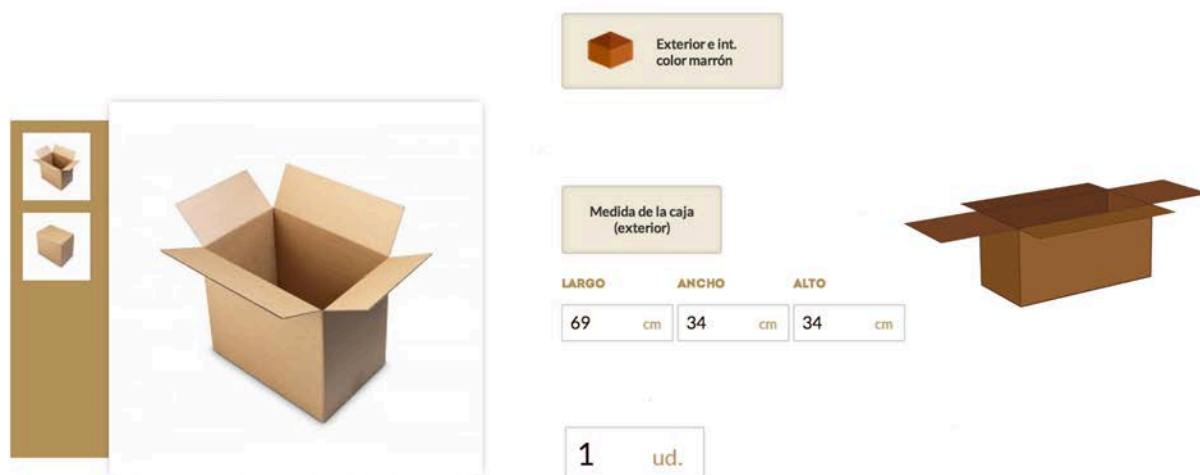 Exterior e int.
color marrón
Medida de la caja
(exterior)
LARGO ANCHO ALTO
69 cm 34 cm 34 cm
1 ud.